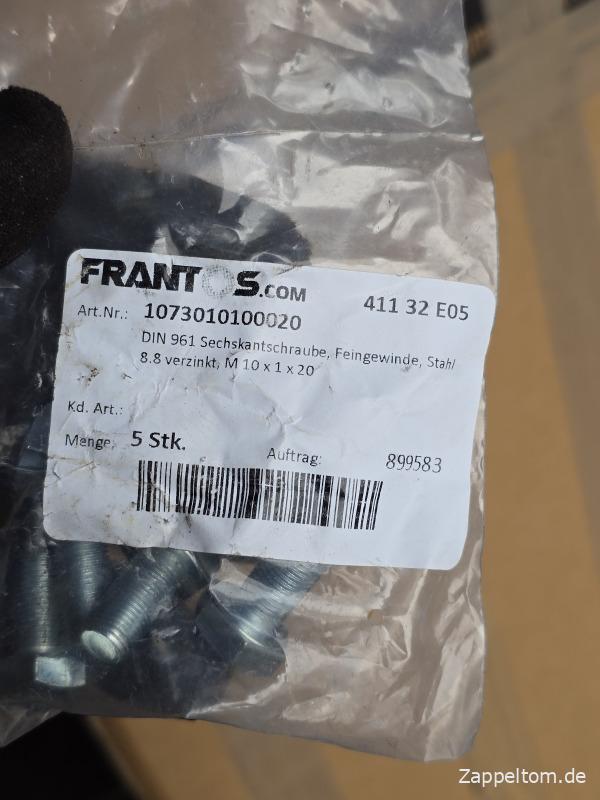 FRANTOS.COM
411 32 E05
Art.Nr.: 1073010100020
DIN 961 Sechskantschraube, Feingewinde, Stahl
8.8 verzinkt, M 10 x 1 x 20
Kd. Art.:
Menge: 5 Stk.
Auftrag: 899583
Zappeltom.de